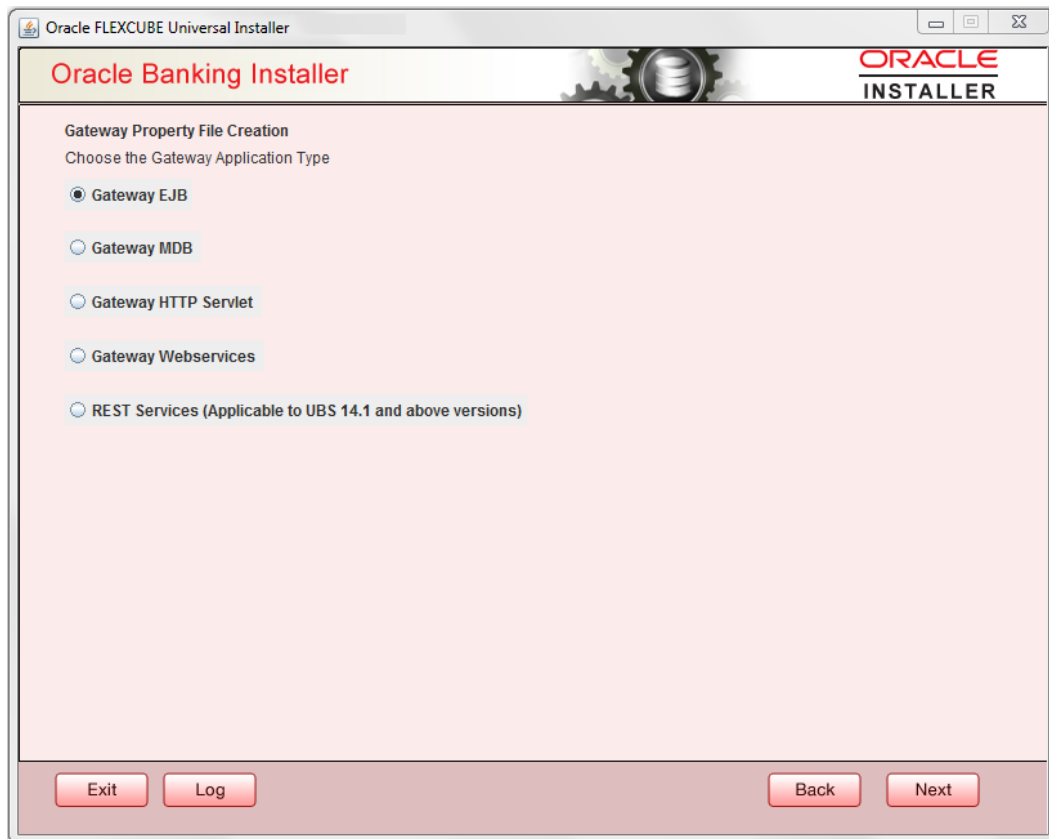 Oracle FLEXCUBE Universal Installer
Oracle Banking Installer
ORACLE
INSTALLER
Gateway Property File Creation
Choose the Gateway Application Type
Gateway EJB
Gateway MDB
Gateway HTTP Servlet
Gateway Webservices
REST Services (Applicable to UBS 14.1 and above versions)
Exit Log Back Next